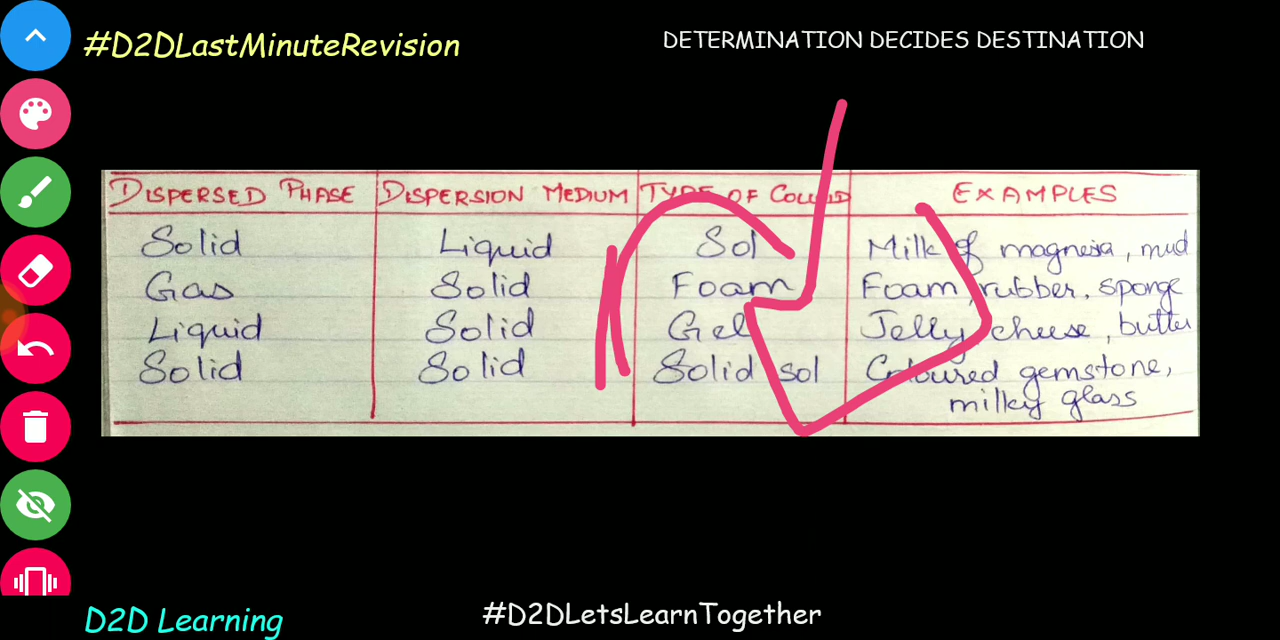 #D2DLastMinuteRevision
DETERMINATION DECIDES DESTINATION
DISPERSED PHASE DISPERSION MEDIUM TYPE OF COLLOID EXAMPLES
Solid Liquid Sol Milk of magnesia, mud
Gas Solid Foam Foam, rubber, sponge
Liquid Solid Gel Jelly, cheese, butter
Solid Solid Solid sol Coloured gemstone,
milky glass
D2D Learning
#D2DLetsLearnTogether